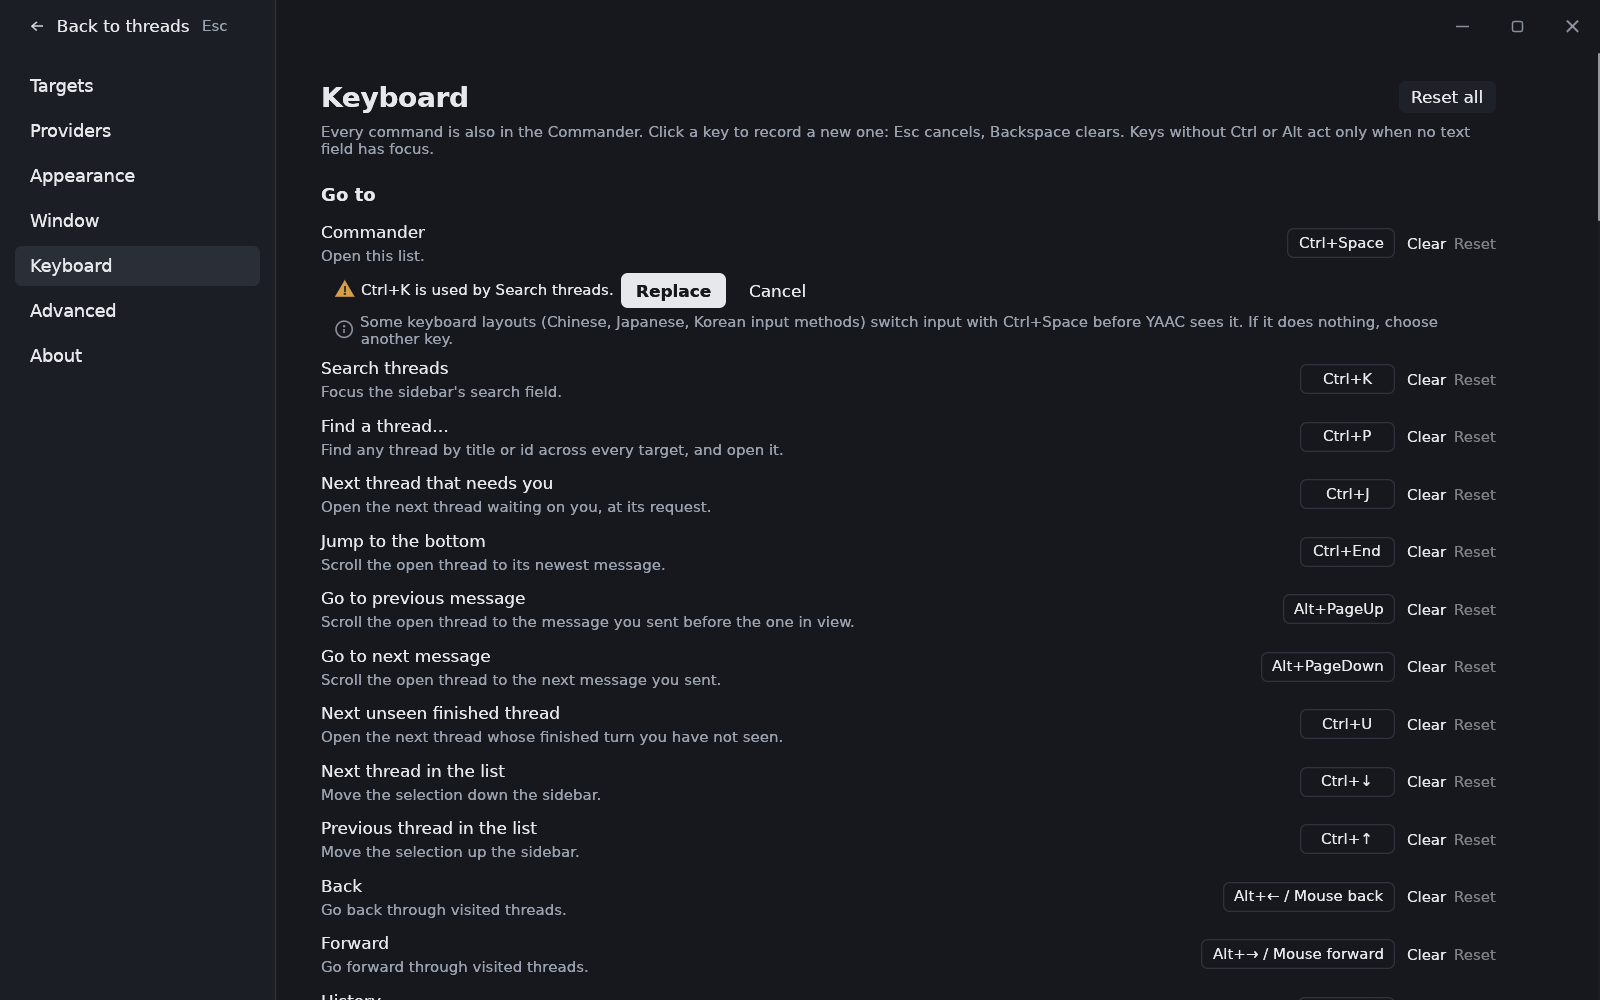 ← Back to threads Esc
Targets
Providers
Appearance
Window
Keyboard
Advanced
About
Keyboard
Reset all
Every command is also in the Commander. Click a key to record a new one: Esc cancels, Backspace clears. Keys without Ctrl or Alt act only when no text
field has focus.
Go to
Commander
Open this list.
Ctrl+Space Clear Reset
Ctrl+K is used by Search threads. Replace Cancel
Some keyboard layouts (Chinese, Japanese, Korean input methods) switch input with Ctrl+Space before YAAC sees it. If it does nothing, choose
another key.
Search threads
Focus the sidebar's search field.
Ctrl+K Clear Reset
Find a thread...
Find any thread by title or id across every target, and open it.
Ctrl+P Clear Reset
Next thread that needs you
Open the next thread waiting on you, at its request.
Ctrl+J Clear Reset
Jump to the bottom
Scroll the open thread to its newest message.
Ctrl+End Clear Reset
Go to previous message
Scroll the open thread to the message you sent before the one in view.
Alt+PageUp Clear Reset
Go to next message
Scroll the open thread to the next message you sent.
Alt+PageDown Clear Reset
Next unseen finished thread
Open the next thread whose finished turn you have not seen.
Ctrl+U Clear Reset
Next thread in the list
Move the selection down the sidebar.
Ctrl+↓ Clear Reset
Previous thread in the list
Move the selection up the sidebar.
Ctrl+↑ Clear Reset
Back
Go back through visited threads.
Alt+← / Mouse back Clear Reset
Forward
Go forward through visited threads.
Alt+→ / Mouse forward Clear Reset
History